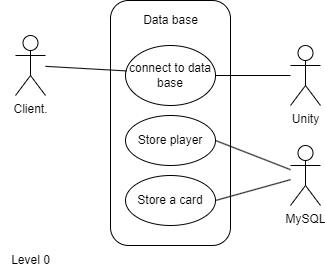 Data base
connect to data
base
Client.
Unity
Store player
Store a card
MySQL
Level 0